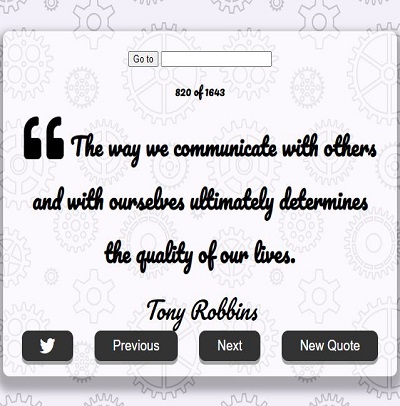 Go to
820 of 1643
“ The way we communicate with others
and with ourselves ultimately determines
the quality of our lives.
Tony Robbins
Previous Next New Quote